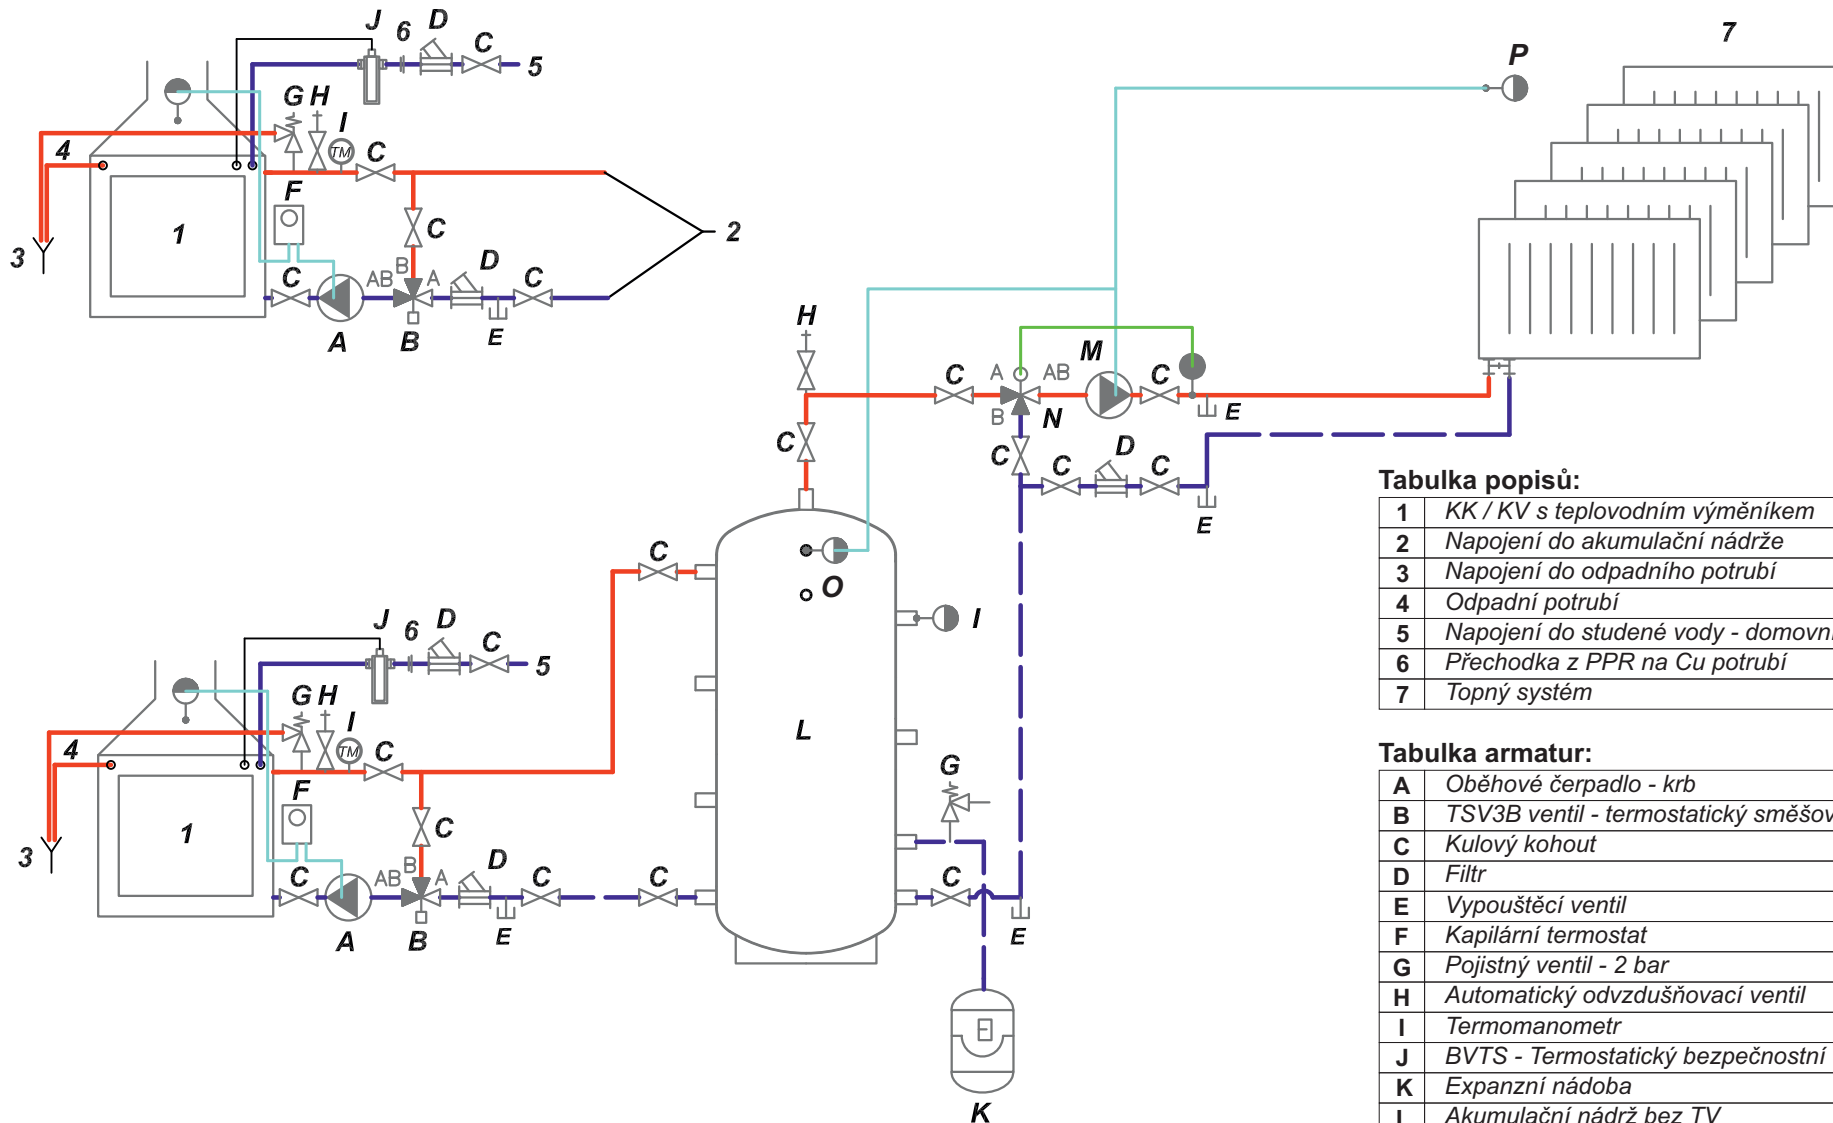 J 6 D C 5
7
P
G H I C
4
F
1
C
2
3
C
AB B A D C
A B E
H
C A AB M C
B N E
C
C C D C
E
Tabulka popisů:
1 KK / KV s teplovodním výměníkem
2 Napojení do akumulační nádrže
3 Napojení do odpadního potrubí
4 Odpadní potrubí
5 Napojení do studené vody - domovn
6 Přechodka z PPR na Cu potrubí
7 Topný systém
C
O
I
J 6 D C 5
G H I C
4
F
1
C
L
G
3
C
AB B A D C C C
A B E
E
K
Tabulka armatur:
A Oběhové čerpadlo - krb
B TSV3B ventil - termostatický směšov
C Kulový kohout
D Filtr
E Vypouštěcí ventil
F Kapilární termostat
G Pojistný ventil - 2 bar
H Automatický odvzdušňovací ventil
I Termomanometr
J BVTS - Termostatický bezpečnostní
K Expanzní nádoba
L Akumulační nádrž bez TV